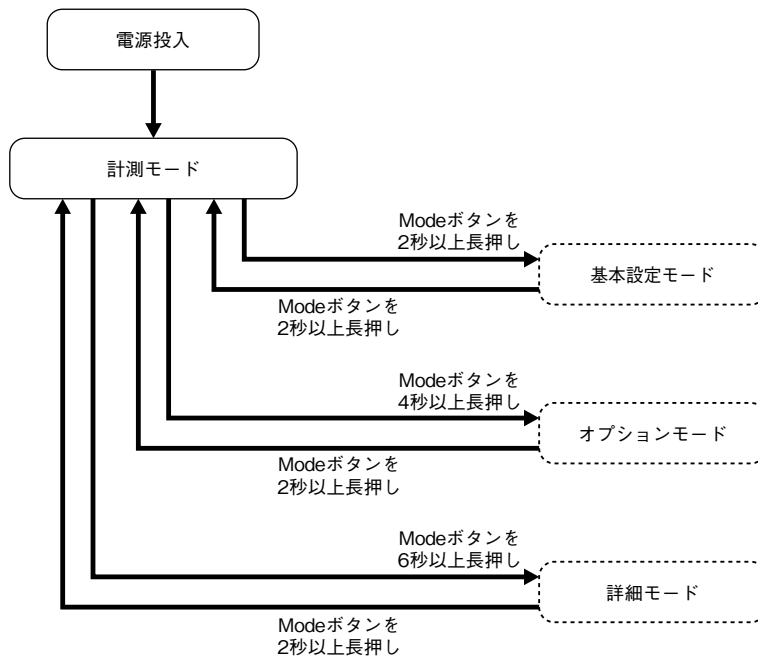 電源投入
計測モード
Modeボタンを
2秒以上長押し
基本設定モード
Modeボタンを
2秒以上長押し
Modeボタンを
4秒以上長押し
オプションモード
Modeボタンを
2秒以上長押し
Modeボタンを
6秒以上長押し
詳細モード
Modeボタンを
2秒以上長押し